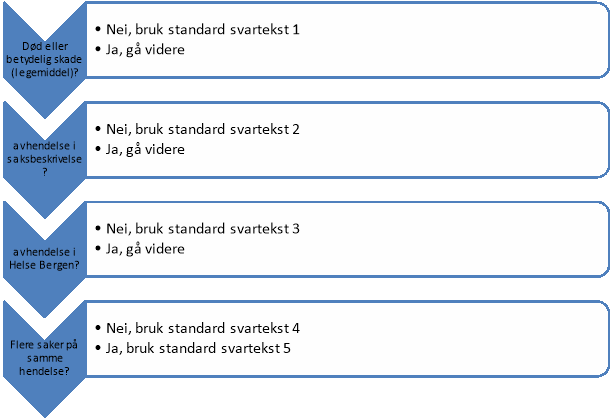 Død eller
betydelig skade
(legemiddel)?
• Nei, bruk standard svartekst 1
• Ja, gå videre
avhendelse i
saksbeskrivelse
?
• Nei, bruk standard svartekst 2
• Ja, gå videre
avhendelse i
Helse Bergen?
• Nei, bruk standard svartekst 3
• Ja, gå videre
Flere saker på
samme
hendelse?
• Nei, bruk standard svartekst 4
• Ja, bruk standard svartekst 5